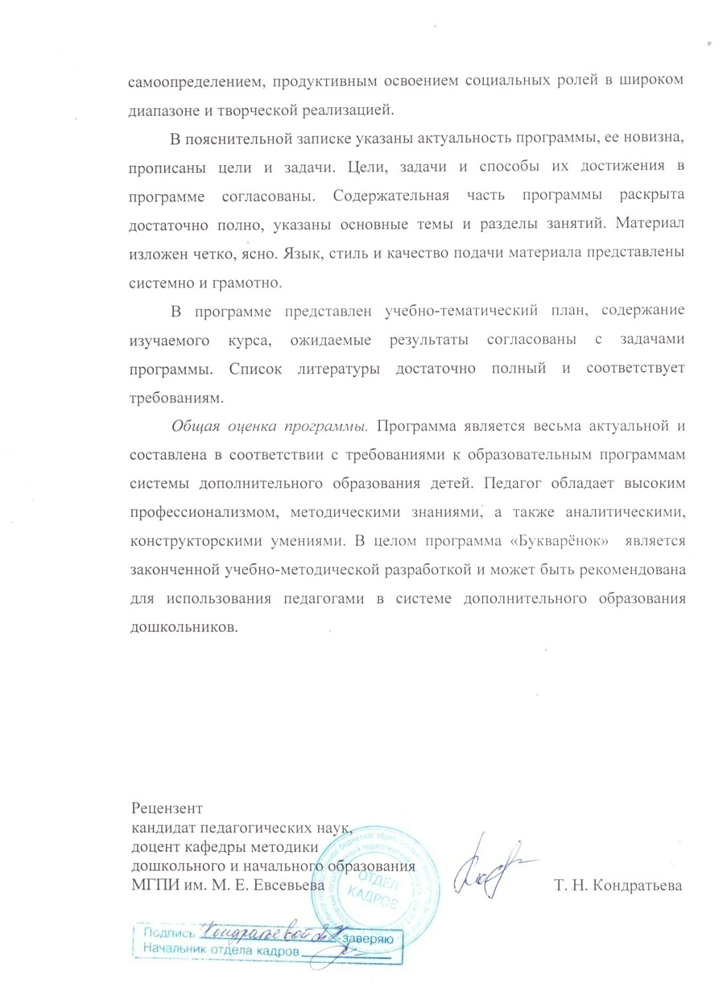 самоопределением, продуктивным освоением социальных ролей в широком
диапазоне и творческой реализацией.
В пояснительной записке указаны актуальность программы, ее новизна,
прописаны цели и задачи. Цели, задачи и способы их достижения в
программе согласованы. Содержательная часть программы раскрыта
достаточно полно, указаны основные темы и разделы занятий. Материал
изложен четко, ясно. Язык, стиль и качество подачи материала представлены
системно и грамотно.
В программе представлен учебно-тематический план, содержание
изучаемого курса, ожидаемые результаты согласованы с задачами
программы. Список литературы достаточно полный и соответствует
требованиям.
Общая оценка программы. Программа является весьма актуальной и
составлена в соответствии с требованиями к образовательным программам
системы дополнительного образования детей. Педагог обладает высоким
профессионализмом, методическими знаниями, а также аналитическими,
конструкторскими умениями. В целом программа «Букварёнок» является
законченной учебно-методической разработкой и может быть рекомендована
для использования педагогами в системе дополнительного образования
дошкольников.
Рецензент
кандидат педагогических наук,
доцент кафедры методики
дошкольного и начального образования
МГПИ им. М. Е. Евсевьева
Т. Н. Кондратьева
ОТДЕЛ
КАДРОВ
Подпись Кондратьевой заверяю
Начальник отдела кадров